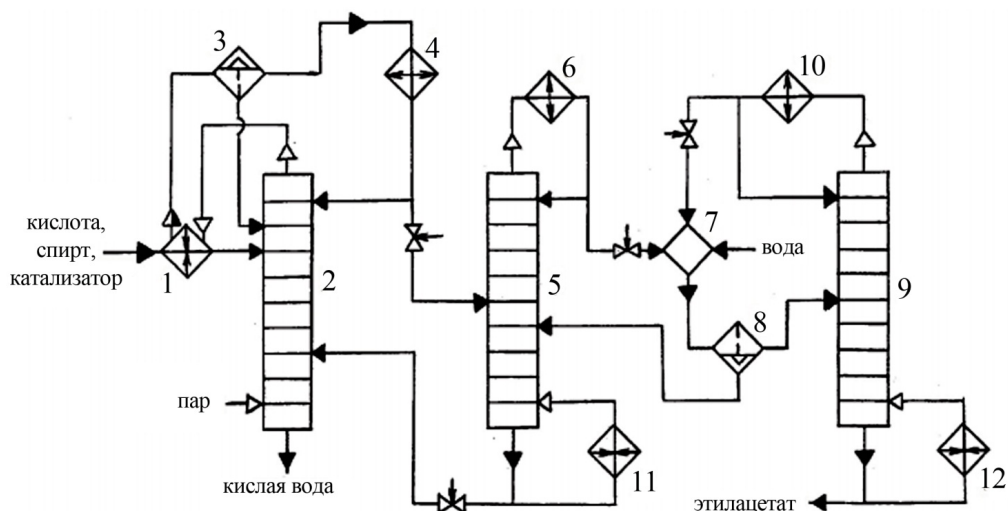 3
4
6
10
кислота,
спирт,
катализатор
1
2
5
7
вода
8
9
пар
кислая вода
11
этилацетат
12